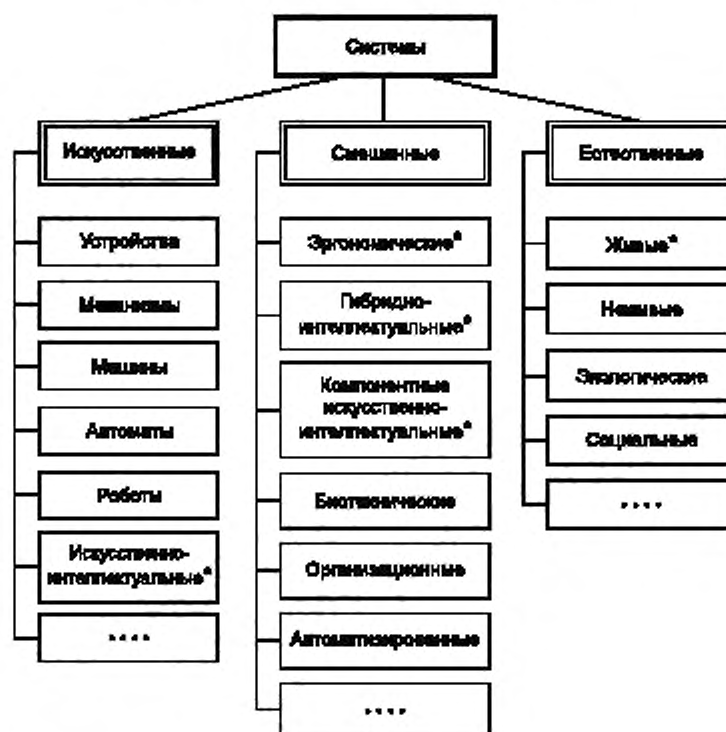 Системы
Искусственные
Устройства
Механизмы
Машины
Автоматы
Роботы
Искусственно-
интеллектуальные*
****
Смешанные
Эргономические*
Гибридно-
интеллектуальные*
Компонентные
искусственно-
интеллектуальные*
Биотехнические
Организационные
Автоматизированные
****
Естественные
Живые*
Неживые
Экологические
Социальные
****